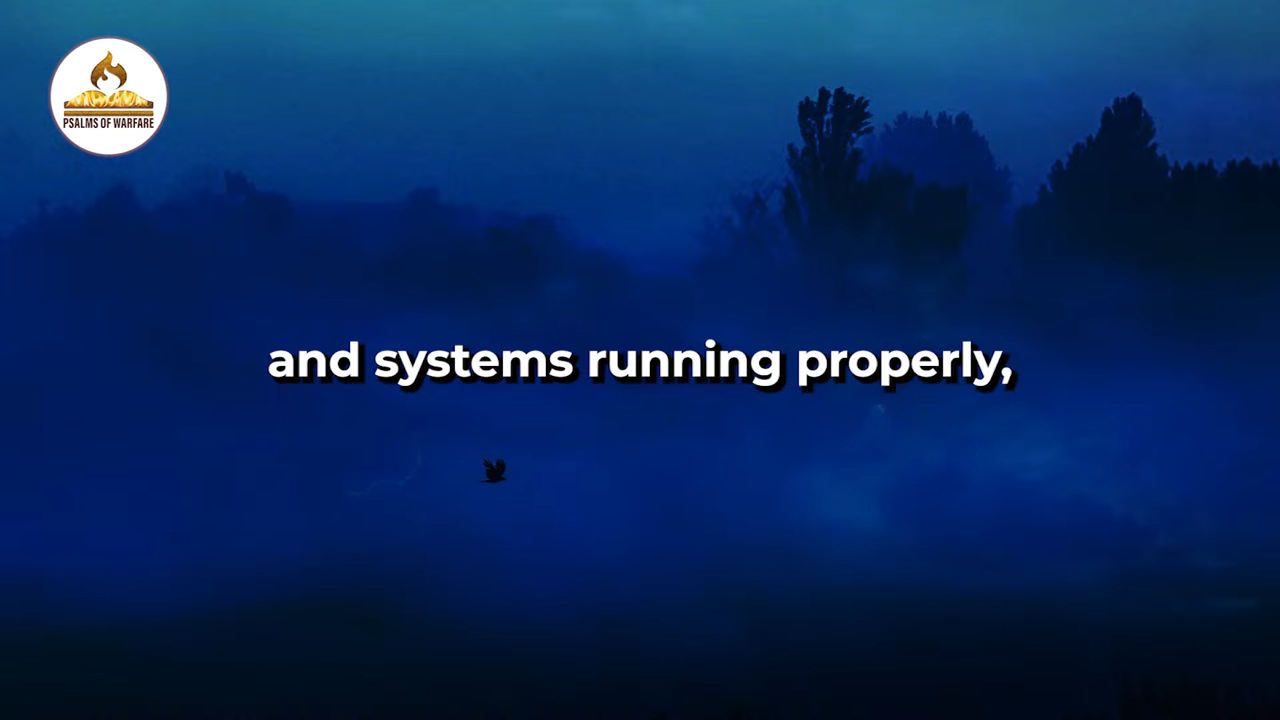 PSALMS OF WARFARE
and systems running properly,